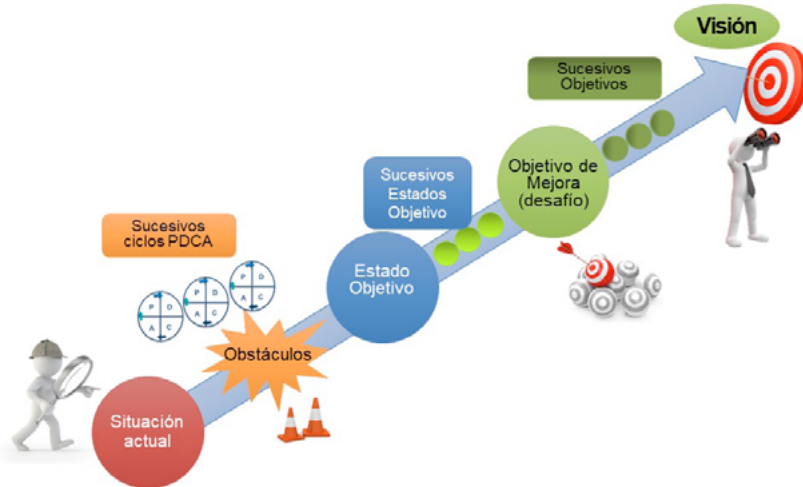 Visión
Sucesivos
Objetivos
Objetivo de
Mejora
(desafío)
Sucesivos
Estados
Objetivo
Sucesivos
ciclos PDCA
Estado
Objetivo
P D
A C
P D
A C
P D
A C
Obstáculos
Situación
actual